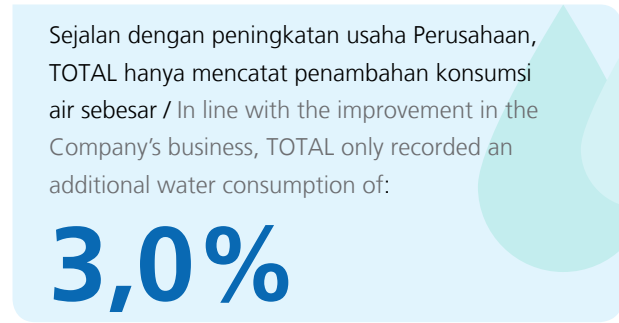 Sejalan dengan peningkatan usaha Perusahaan,
TOTAL hanya mencatat penambahan konsumsi
air sebesar / In line with the improvement in the
Company’s business, TOTAL only recorded an
additional water consumption of:
3,0%